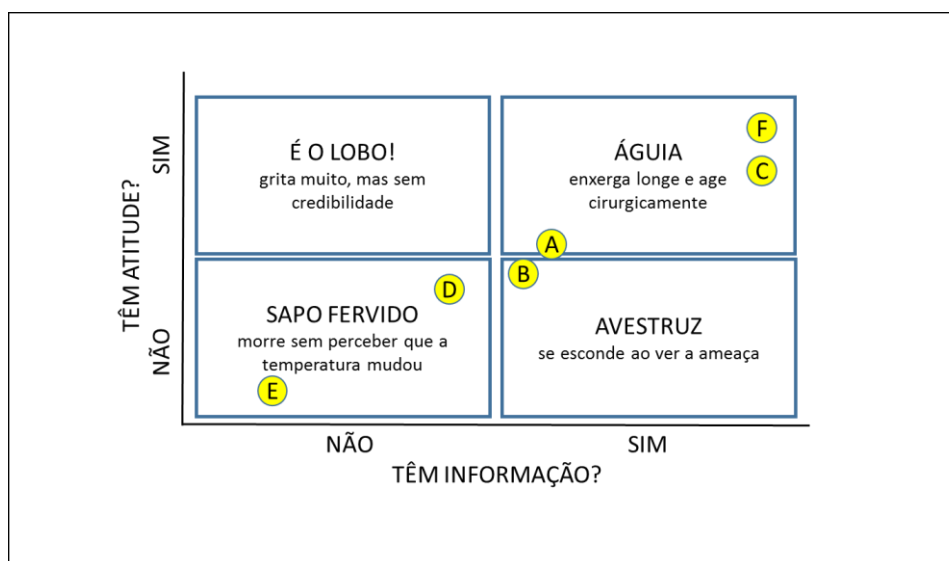 TÊM ATITUDE?
SIM
NÃO
É O LOBO!
grita muito, mas sem
credibilidade
ÁGUIA
enxerga longe e age
cirurgicamente
F
C
A
B
D
SAPO FERVIDO
morre sem perceber que a
temperatura mudou
E
AVESTRUZ
se esconde ao ver a ameaça
NÃO
SIM
TÊM INFORMAÇÃO?